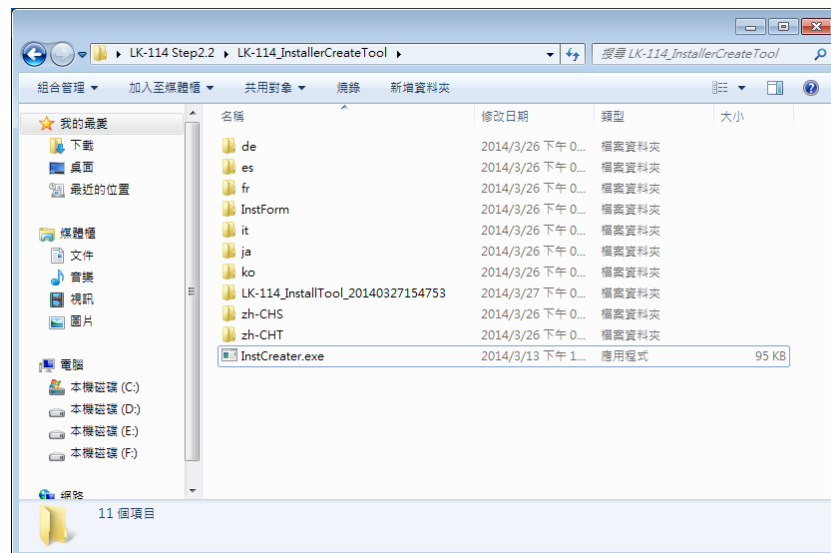 LK-114 Step2.2 LK-114_InstallerCreateTool
搜尋 LK-114_InstallerCreateTool
組合管理 加入至媒體櫃 共用對象 燒錄 新增資料夾
名稱 修改日期 類型 大小
我的最愛
下載
桌面
最近的位置
媒體櫃
文件
音樂
視訊
圖片
電腦
本機磁碟 (C:)
本機磁碟 (D:)
本機磁碟 (E:)
本機磁碟 (F:)
網路
de 2014/3/26 下午 0... 檔案資料夾
es 2014/3/26 下午 0... 檔案資料夾
fr 2014/3/26 下午 0... 檔案資料夾
InstForm 2014/3/26 下午 0... 檔案資料夾
it 2014/3/26 下午 0... 檔案資料夾
ja 2014/3/26 下午 0... 檔案資料夾
ko 2014/3/26 下午 0... 檔案資料夾
LK-114_InstallTool_20140327154753 2014/3/27 下午 0... 檔案資料夾
zh-CHS 2014/3/26 下午 0... 檔案資料夾
zh-CHT 2014/3/26 下午 0... 檔案資料夾
InstCreater.exe 2014/3/13 下午 1... 應用程式 95 KB
11 個項目